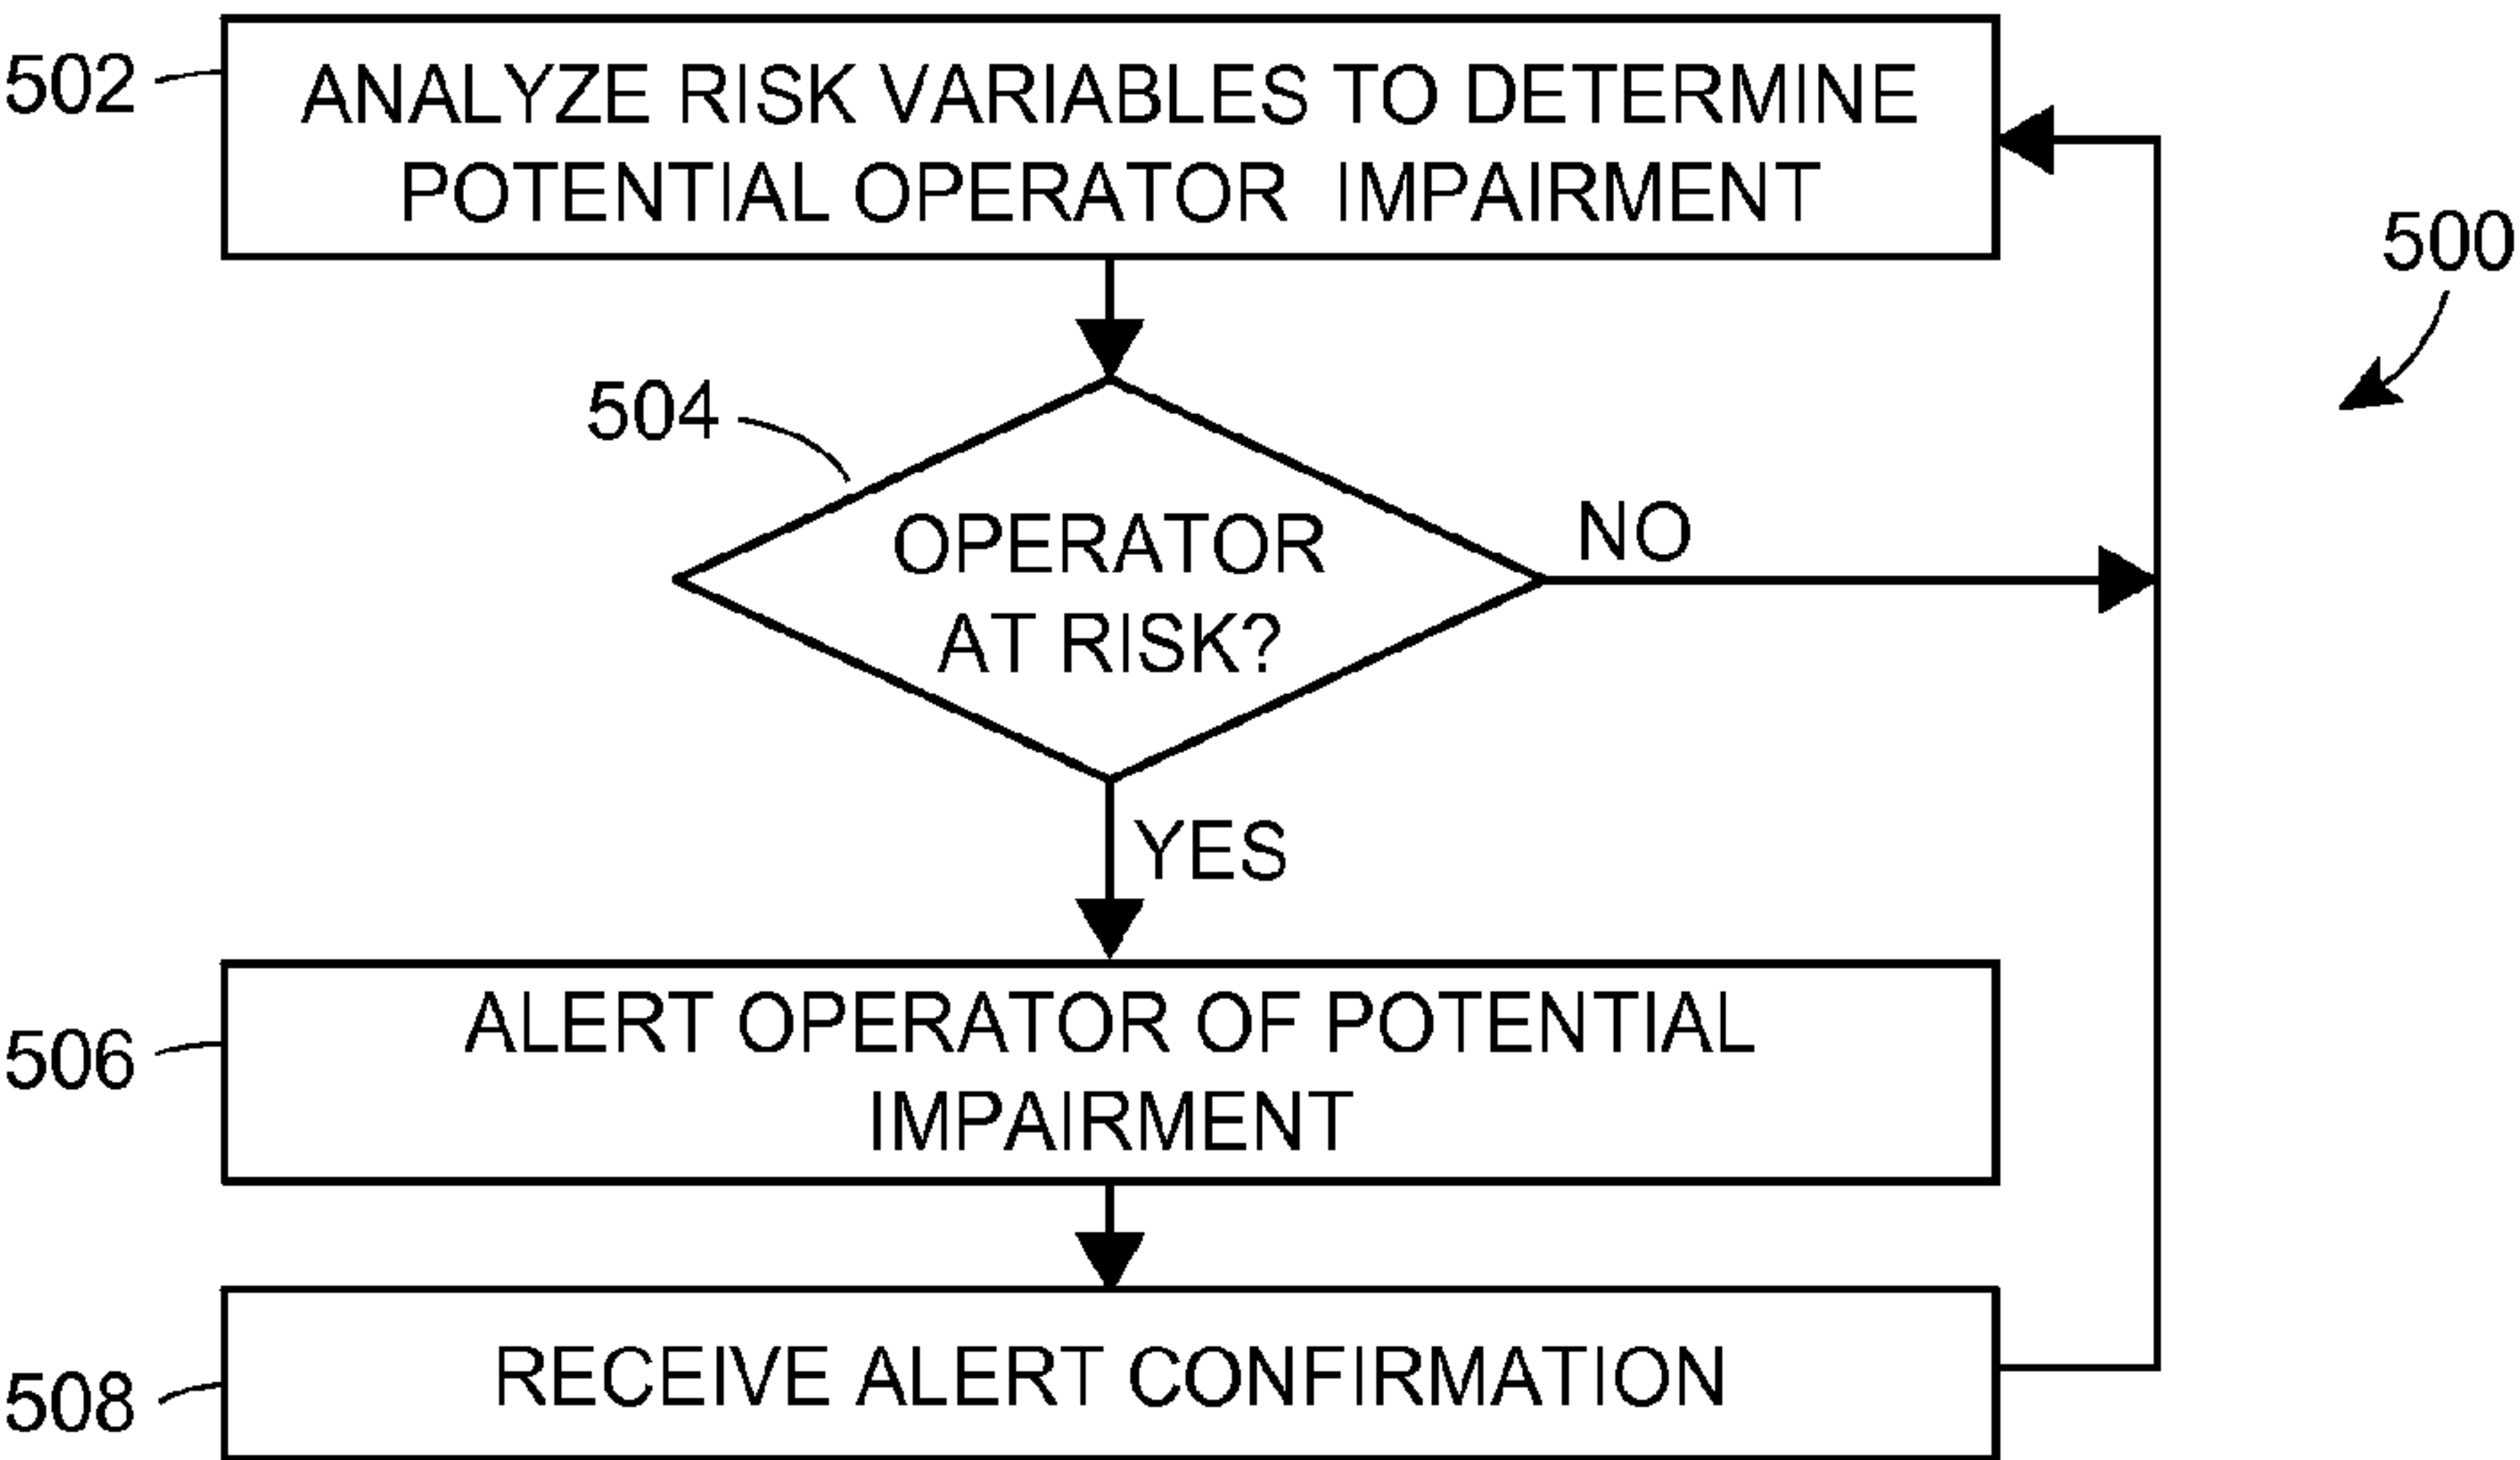 502
ANALYZE RISK VARIABLES TO DETERMINE
POTENTIAL OPERATOR IMPAIRMENT
500
504
OPERATOR
AT RISK?
NO
YES
506
ALERT OPERATOR OF POTENTIAL
IMPAIRMENT
508
RECEIVE ALERT CONFIRMATION